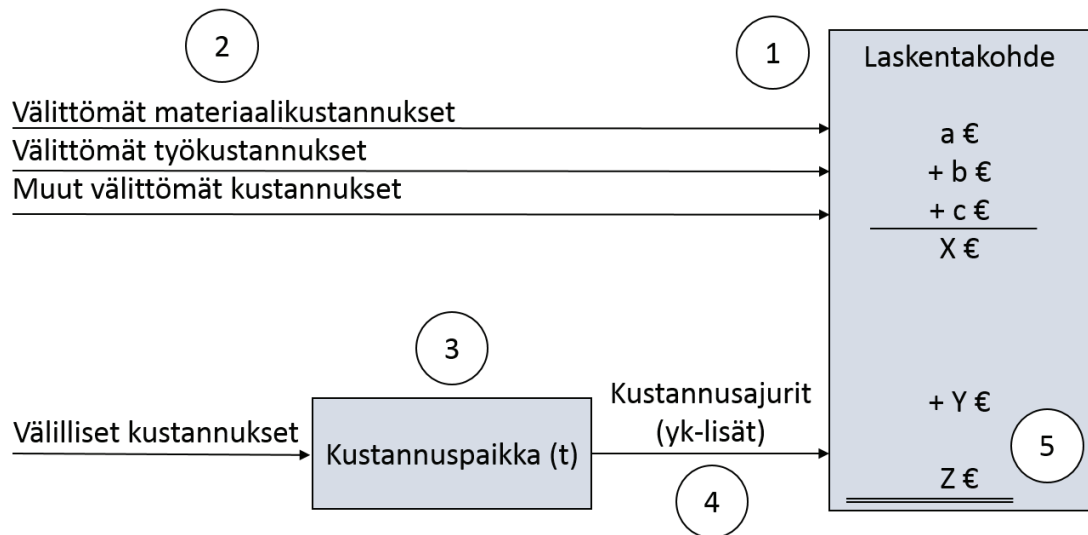 2
1
Laskentakohde
Välittömät materiaalikustannukset
a €
Välittömät työkustannukset
+ b €
Muut välittömät kustannukset
+ c €
X €
3
Kustannusajurit
(yk-lisät)
+ Y €
Välilliset kustannukset
Kustannuspaikka (t)
5
4
Z €